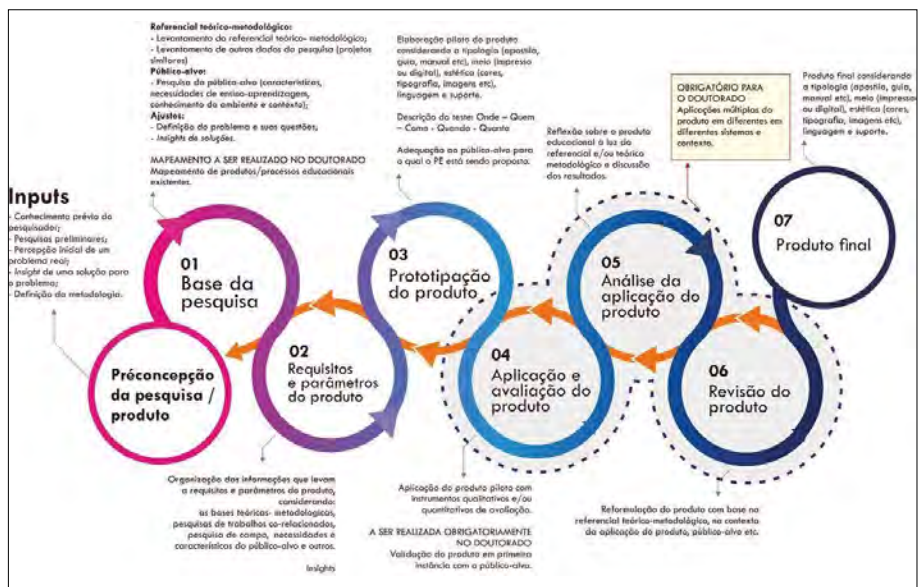 Referencial teórico-metodológico:
- Levantamento do referencial teórico- metodológico;
- Levantamento de outros dados da pesquisa (projetos
similares)
Público-alvo:
- Pesquisa do público-alvo (características,
necessidades de ensino-aprendizagem,
conhecimento do ambiente e contexto);
Ajustes:
- Definição do problema e suas questões,
- Insights de soluções.
MAPEAMENTO A SER REALIZADO NO DOUTORADO
Mapeamento de produtos/processos educacionais
existentes.
Inputs
- Conhecimento prévio do
pesquisador;
- Pesquisas preliminares;
- Percepção inicial de um
problema real;
- Insight de uma solução para
o problema;
- Definição da metodologia.
Préconcepção
da pesquisa /
produto
01
Base da
pesquisa
02
Requisitos
e parâmetros
do produto
Organização das informações que levam
a requisitos e parâmetros do produto,
considerando:
as bases teóricas- metodologicas,
pesquisas de trabalhos co-relacionados,
pesquisa de campo, necessidades e
características do público-alvo e outros.
Insights
Elaboração piloto do produto
considerando a tipologia (apostila,
guia, manual etc), meio (impresso
ou digital), estética (cores,
tipografia, imagens etc),
linguagem e suporte.
Descrição do teste: Onde – Quem
– Como - Quando - Quanto
Adequação ao público-alvo para
o qual o PE está sendo proposto.
03
Prototipação
do produto
04
Aplicação e
avaliação do
produto
Aplicação do produto piloto com
instrumentos qualitativos e/ou
quantitativos de avaliação.
A SER REALIZADA OBRIGATORIAMENTE
NO DOUTORADO
Validação do produto em primeira
instância com o público-alvo.
Reflexão sobre o produto
educacional à luz do
referencial e/ou teórico
metodológico e discussão
dos resultados.
05
Análise da
aplicação do
produto
OBRIGATÓRIO PARA
O DOUTORADO
Aplicações múltiplas do
produto em diferentes em
diferentes sistemas e
contexto.
06
Revisão do
produto
Reformulação do produto com base no
referencial teórico-metodológico, no contexto
da aplicação do produto, público-alvo etc.
Produto final considerando
a tipologia (apostila, guia,
manual etc), meio (impresso
ou digital), estética (cores,
tipografia, imagens etc),
linguagem e suporte.
07
Produto final